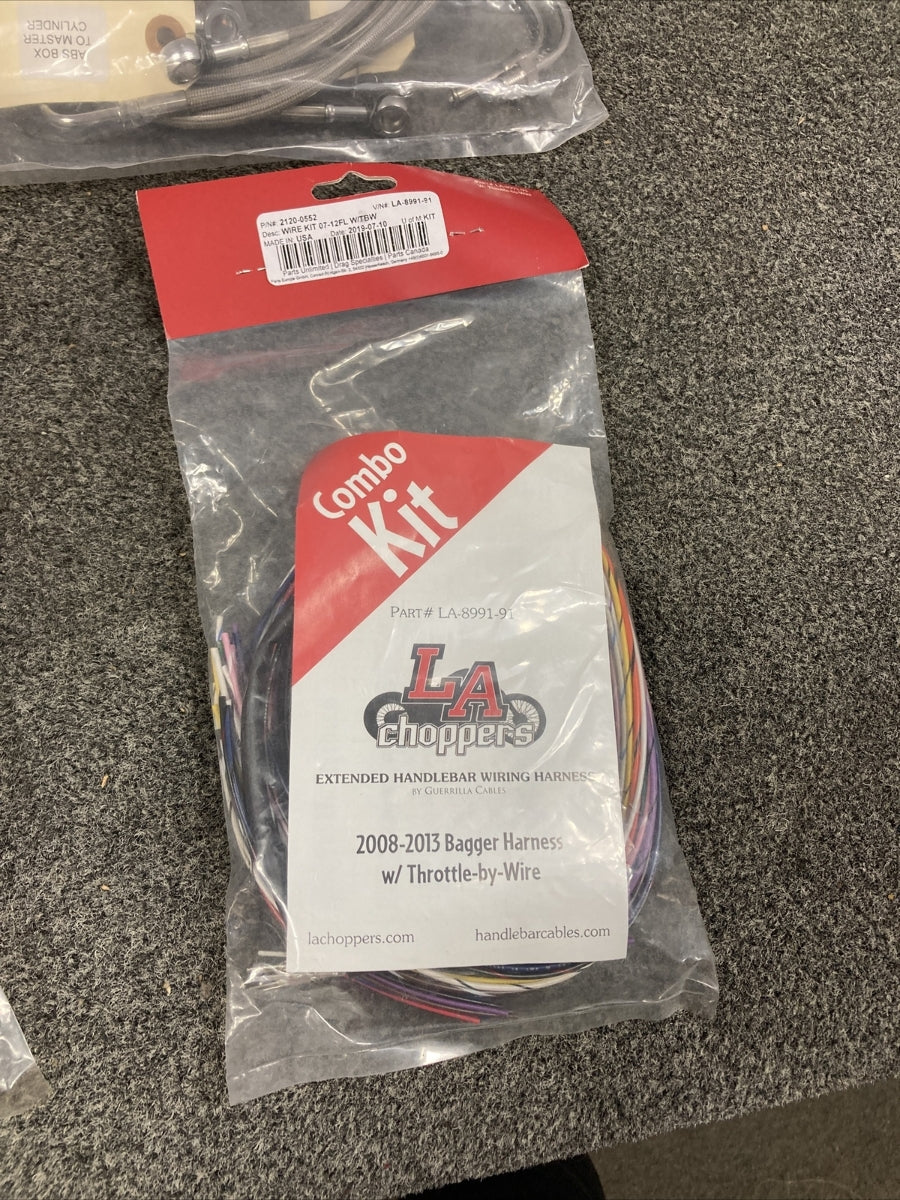 ABS BOX
TO MASTER
CYLINDER
P/N#: 2120-0552 V/N#: LA-8991-91
Desc: WIRE KIT 07-12FL W/TBW
MADE IN: USA Date: 2019-07-10 U of M KIT
Parts Unlimited | Drag Specialties | Parts Canada
Combo
Kit
PART# LA-8991-91
LA
choppers
EXTENDED HANDLEBAR WIRING HARNESS
BY GUERRILLA CABLES
2008-2013 Bagger Harness
w/ Throttle-by-Wire
lachoppers.com handlebarcables.com